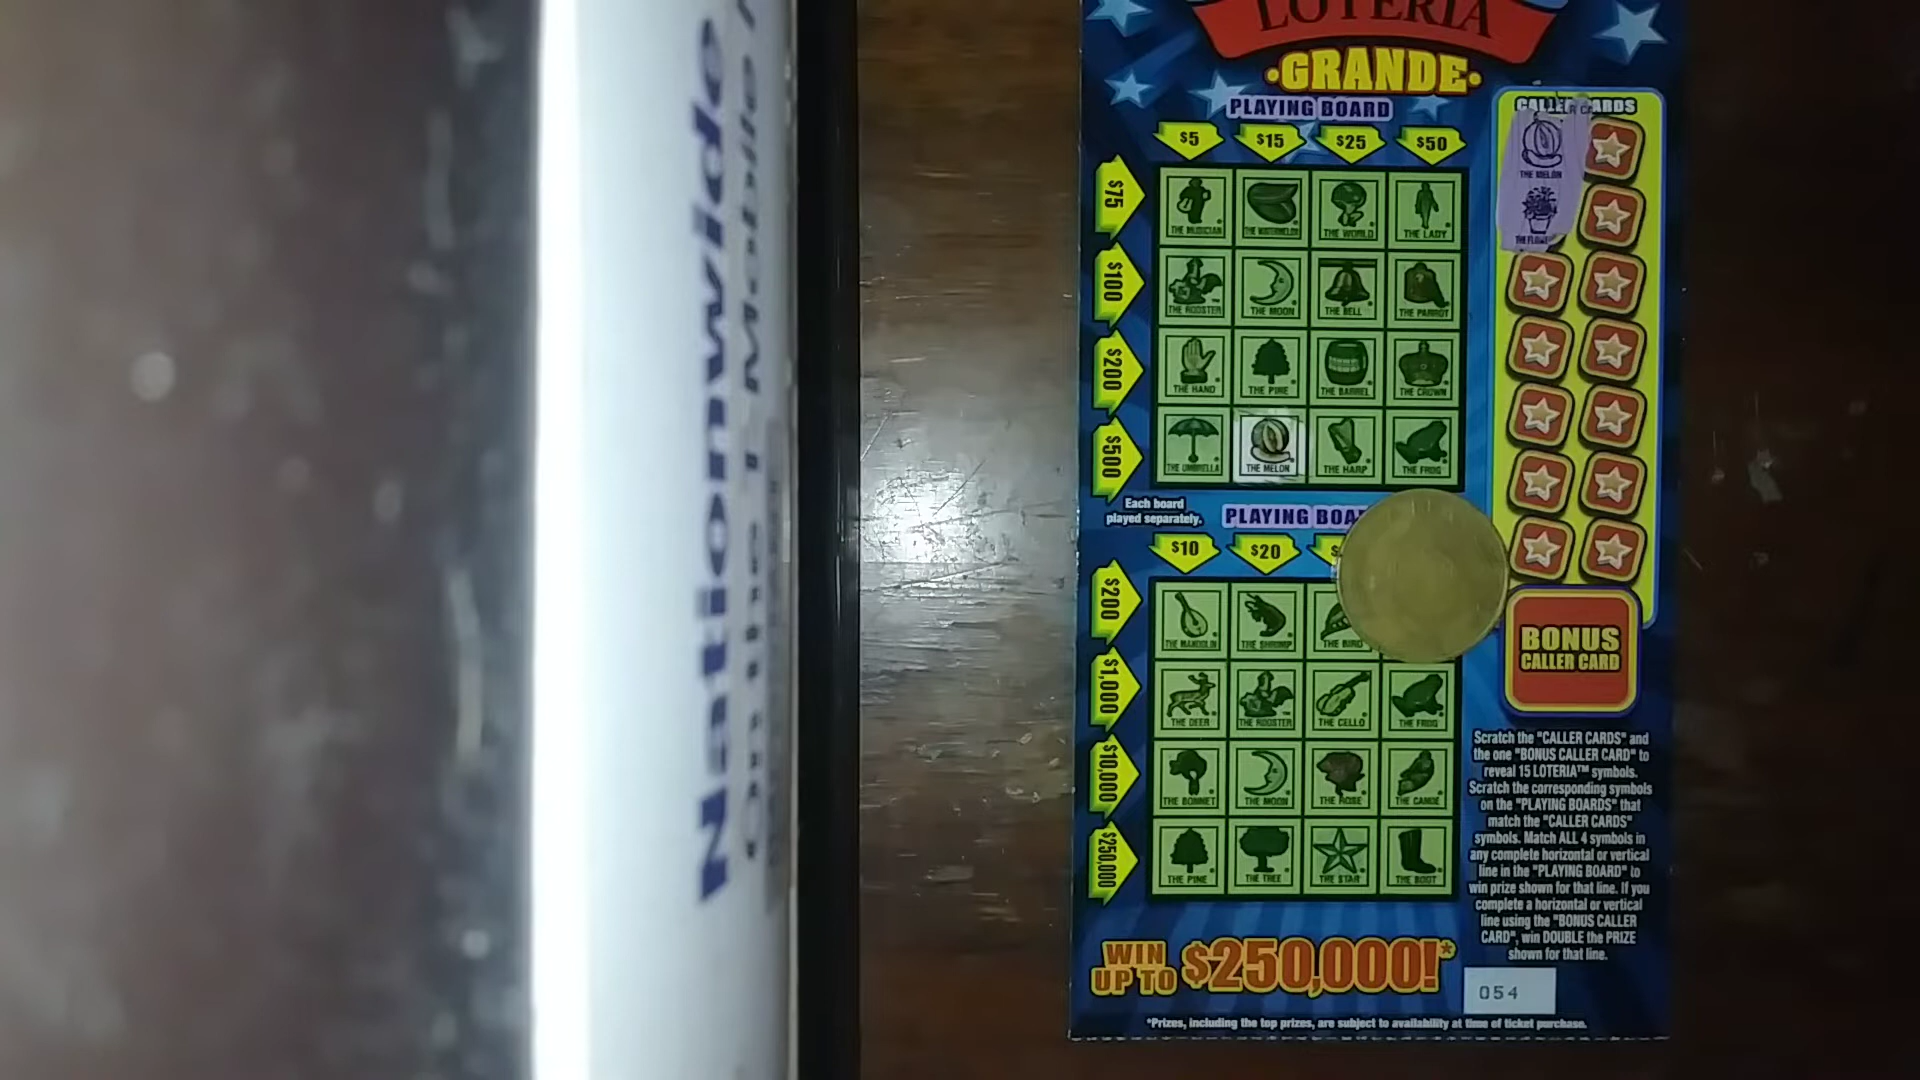 Nationwide
LOTERIA
GRANDE
PLAYING BOARD
CALLER CARDS
$5 $15 $25 $50
THE MELON
$75
THE MUSICIAN THE WATERMELON THE WORLD THE LADY
$100
THE ROOSTER THE MOON THE BELL THE PARROT
$200
THE HAND THE PINE THE BARREL THE CROWN
$500
THE UMBRELLA THE MELON THE HARP THE FROG
Each board
played separately.
PLAYING
$10 $20
$200
THE MANDOLIN THE SHRIMP THE BIRD
BONUS
CALLER CARD
$1,000
THE DEER THE ROOSTER THE CELLO THE FROG
$10,000
THE BONNET THE MOON THE ROSE THE CANOE
$250,000
THE PINE THE TREE THE STAR THE BOOT
Scratch the "CALLER CARDS" and
the one "BONUS CALLER CARD" to
reveal 15 LOTERIA™ symbols.
Scratch the corresponding symbols
on the "PLAYING BOARDS" that
match the "CALLER CARDS"
symbols. Match ALL 4 symbols in
any complete horizontal or vertical
line in the "PLAYING BOARD" to
win prize shown for that line. If you
complete a horizontal or vertical
line using the "BONUS CALLER
CARD", win DOUBLE the PRIZE
shown for that line.
WIN
UP TO $250,000!*
054
*Prizes, including the top prizes, are subject to availability at time of ticket purchase.